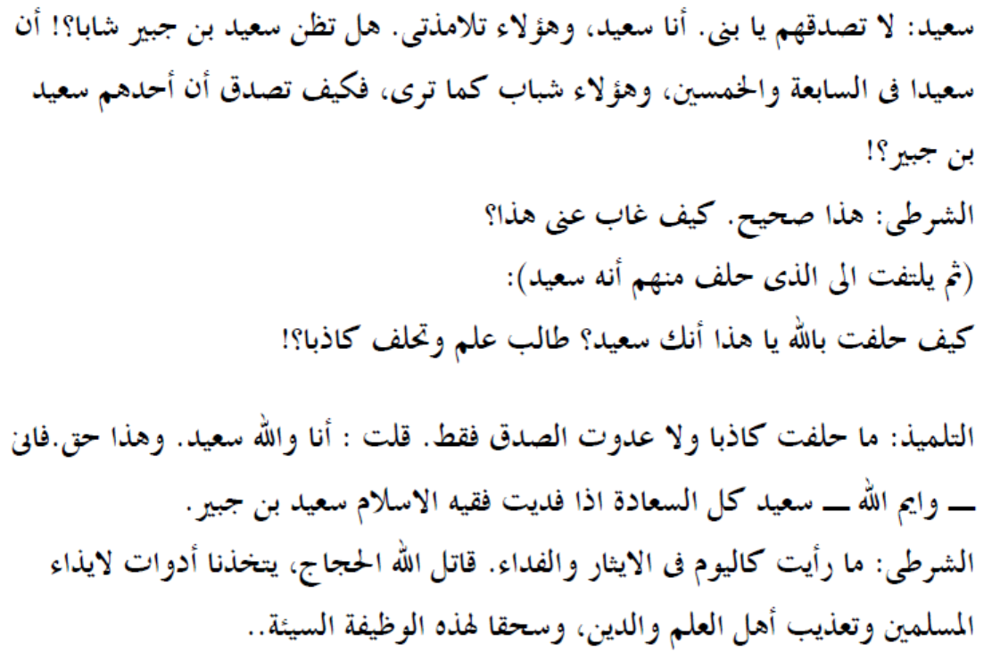 سعيد: لا تصدقهم يا بنى. أنا سعيد، وهؤلاء تلامذتى. هل تظن سعيد بن جبير شابا؟! أن
سعيدا فى السابعة والخمسين، وهؤلاء شباب كما ترى، فكيف تصدق أن أحدهم سعيد
بن جبير؟!
الشرطى: هذا صحيح. كيف غاب عنى هذا؟
(ثم يلتفت الى الذى حلف منهم أنه سعيد):
كيف حلفت بالله يا هذا أنك سعيد؟ طالب علم وتحلف كاذبا؟!
التلميذ: ما حلفت كاذبا ولا عدوت الصدق فقط. قلت : أنا والله سعيد. وهذا حق.فانى
ــ وايم الله ــ سعيد كل السعادة اذا فديت فقيه الاسلام سعيد بن جبير.
الشرطى: ما رأيت كاليوم فى الايثار والفداء. قاتل الله الحجاج، يتخذنا أدوات لايذاء
المسلمين وتعذيب أهل العلم والدين، وسحقا لهذه الوظيفة السيئة..